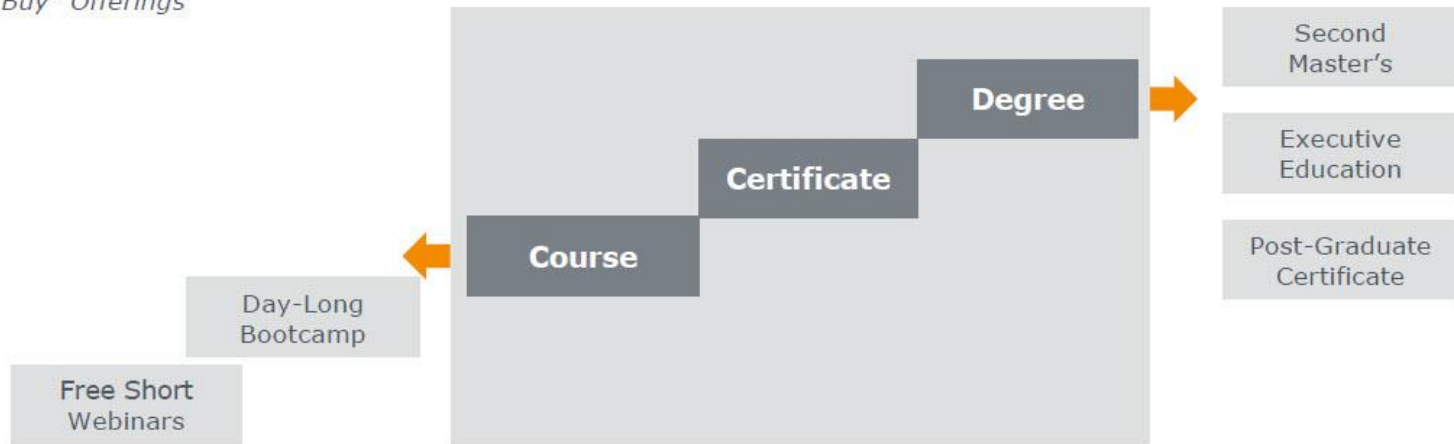 Buy" Offerings
Second
Master's
Degree
Executive
Education
Certificate
Post-Graduate
Certificate
Course
Day-Long
Bootcamp
Free Short
Webinars